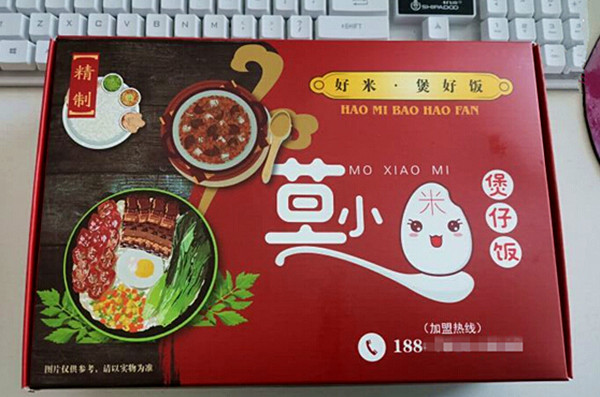 SHIPADOO
SHIFT
精制
好米·煲好饭
HAO MI BAO HAO FAN
MO XIAO MI
莫小
米
煲仔饭
(加盟热线)
188
图片仅供参考，请以实物为准